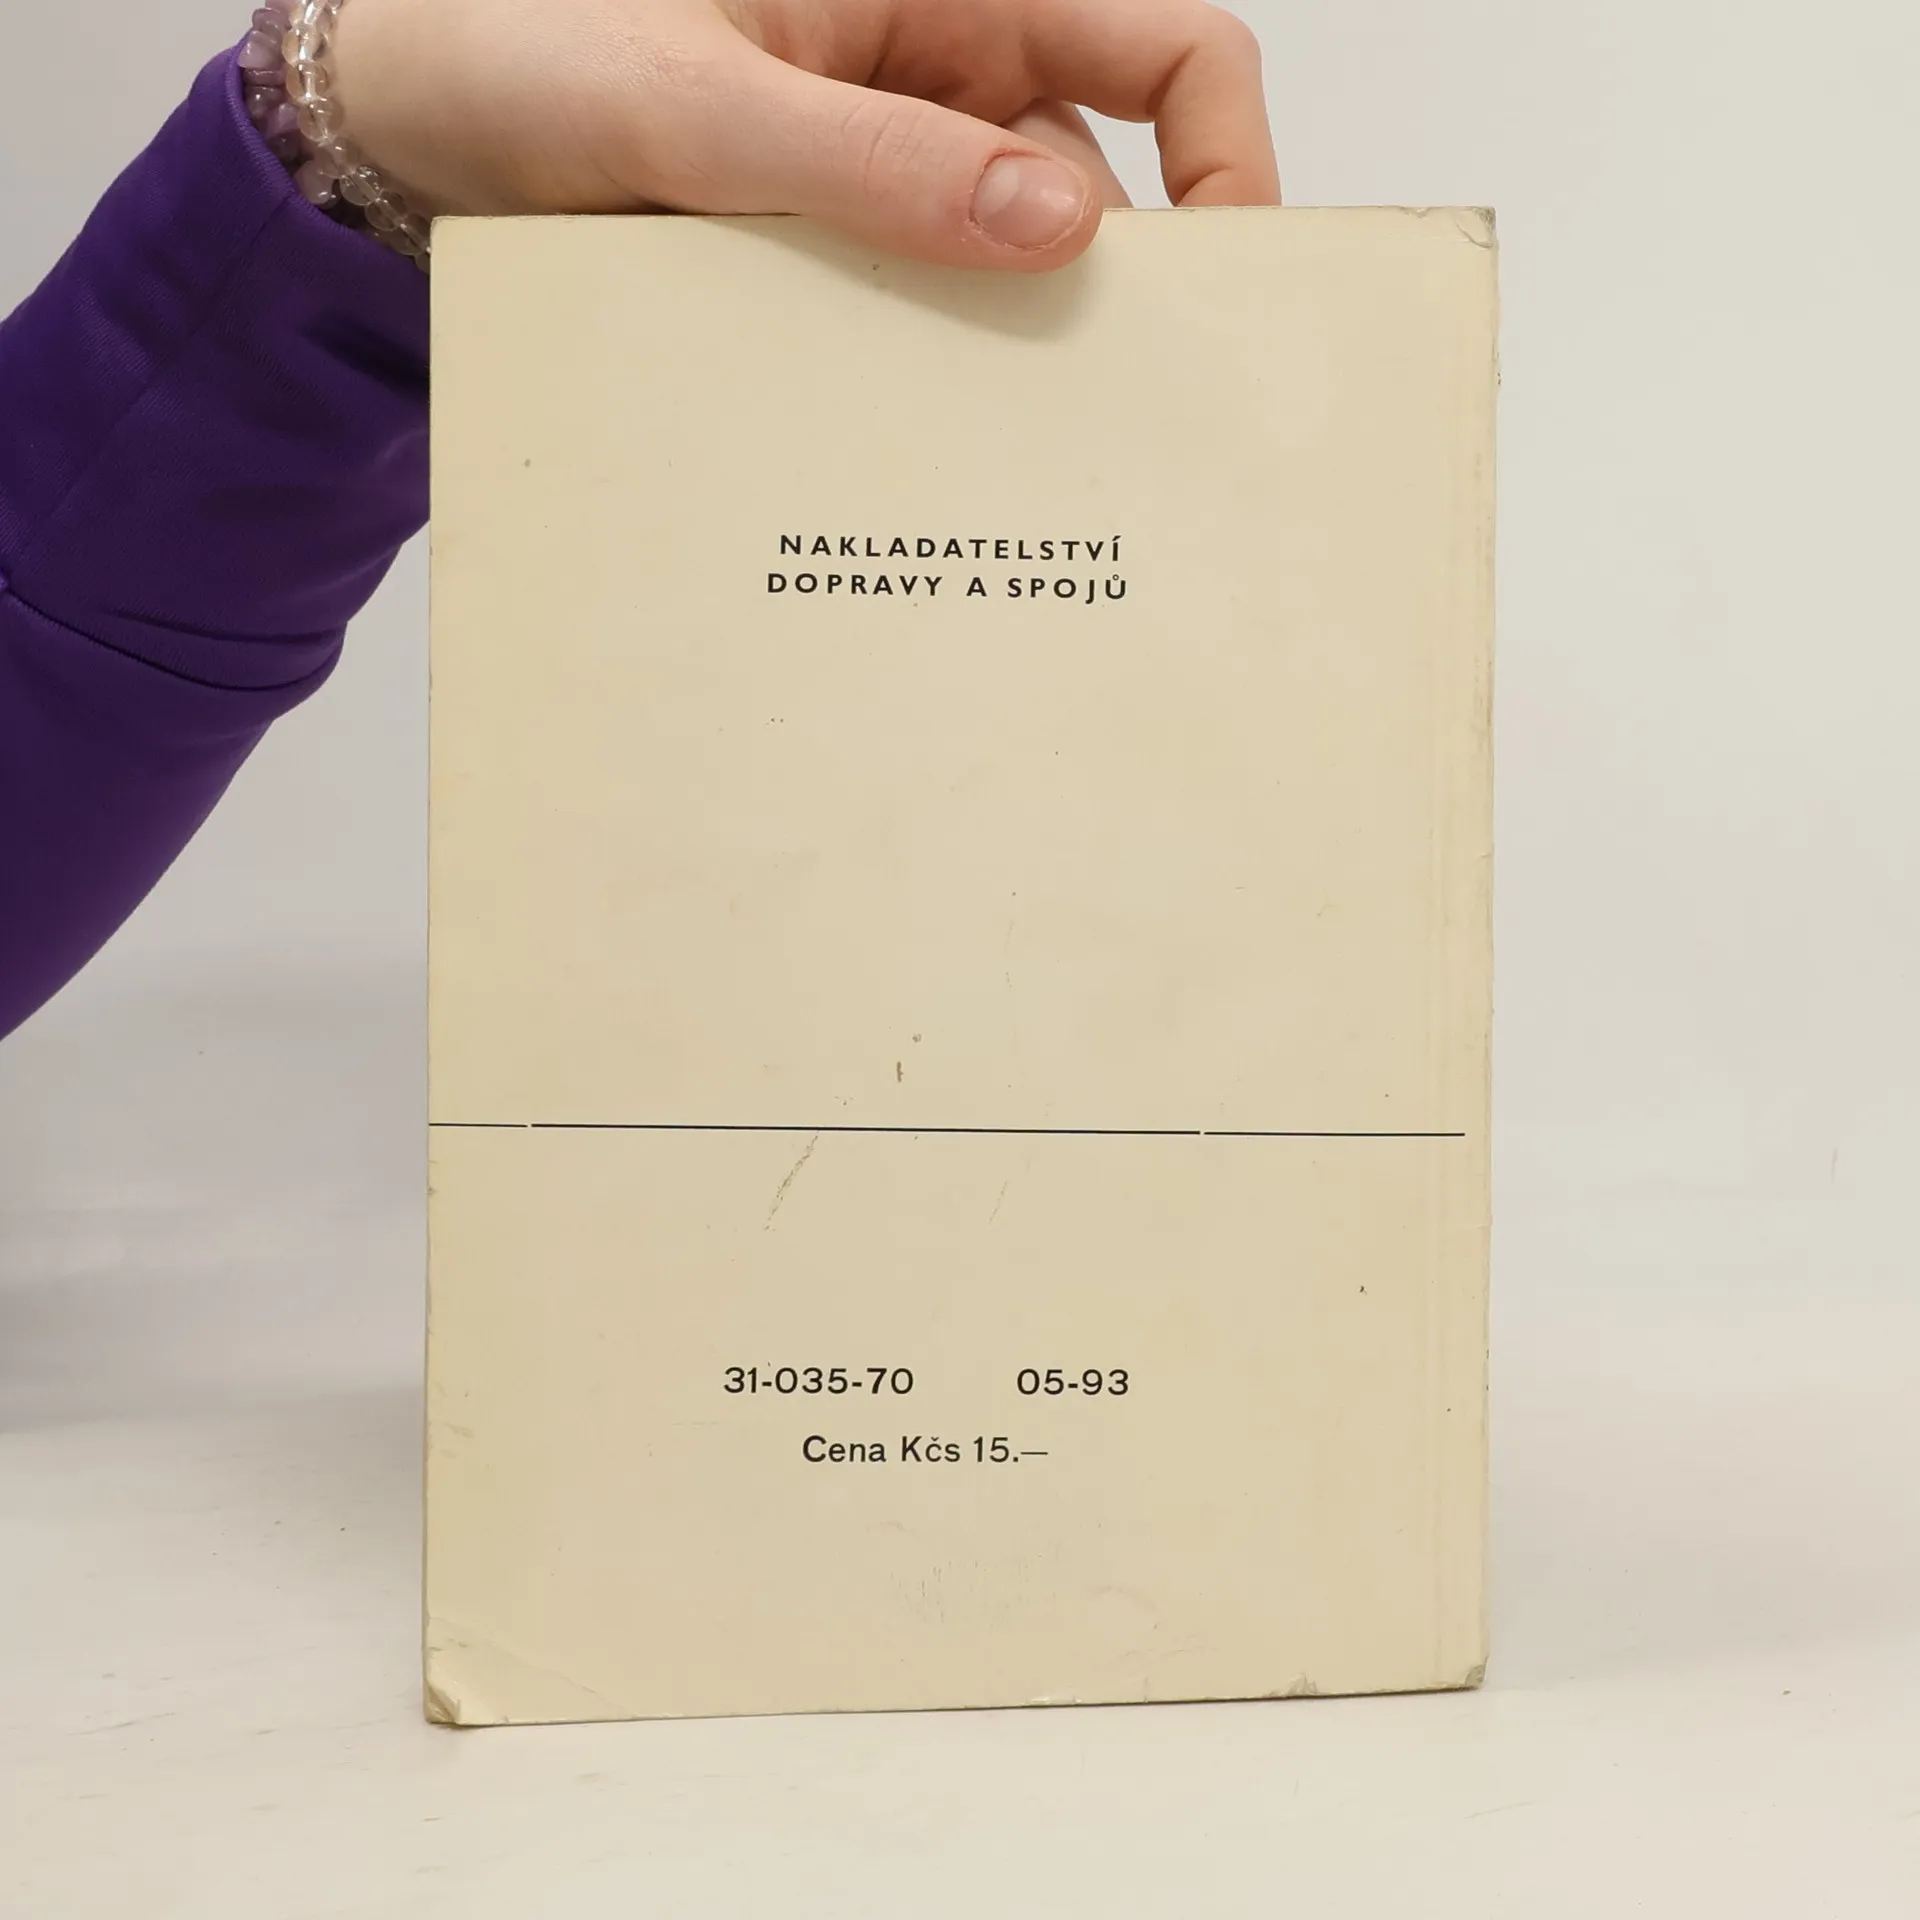 NAKLADATELSTVÍ
DOPRAVY A SPOJŮ
31-035-70 05-93
Cena Kčs 15.—